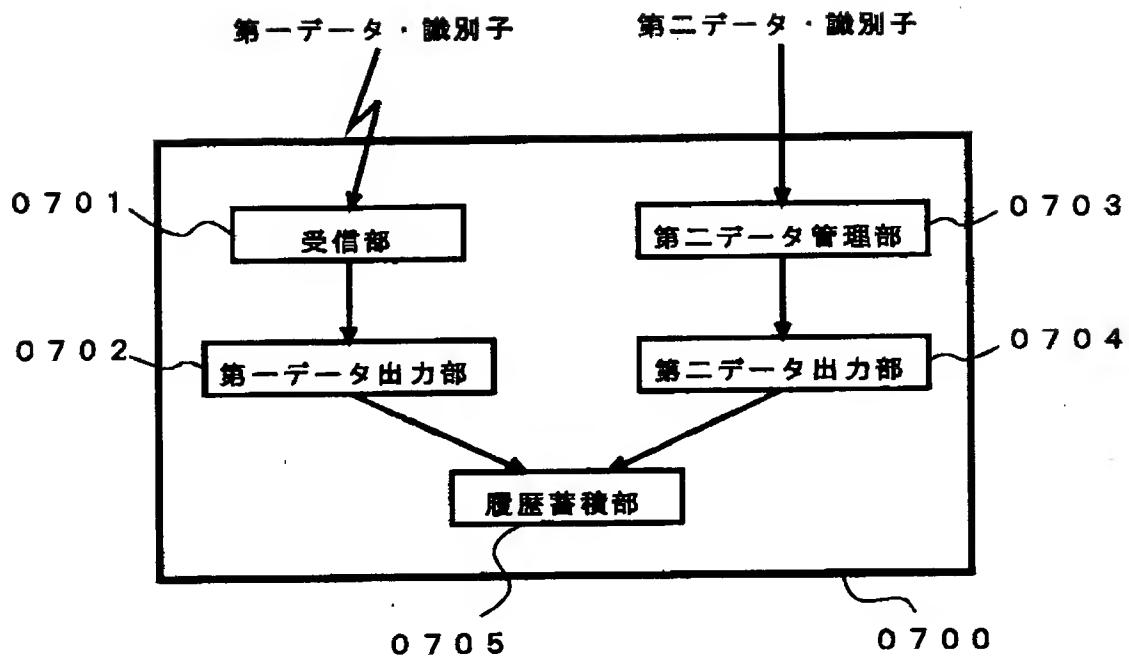 第一データ・識別子
第二データ・識別子
０７０１
受信部
第二データ管理部
０７０３
０７０２
第一データ出力部
第二データ出力部
０７０４
履歴蓄積部
０７０５
０７００